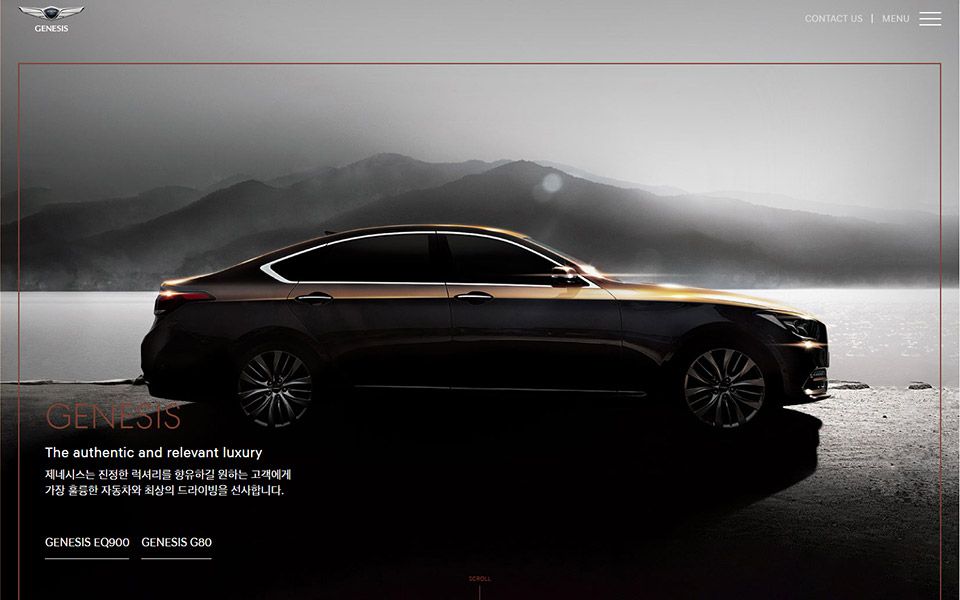 GENESIS
CONTACT US | MENU
GENESIS
The authentic and relevant luxury
제네시스는 진정한 럭셔리를 향유하길 원하는 고객에게
가장 훌륭한 자동차와 최상의 드라이빙을 선사합니다.
GENESIS EQ900 GENESIS G80
SCROLL